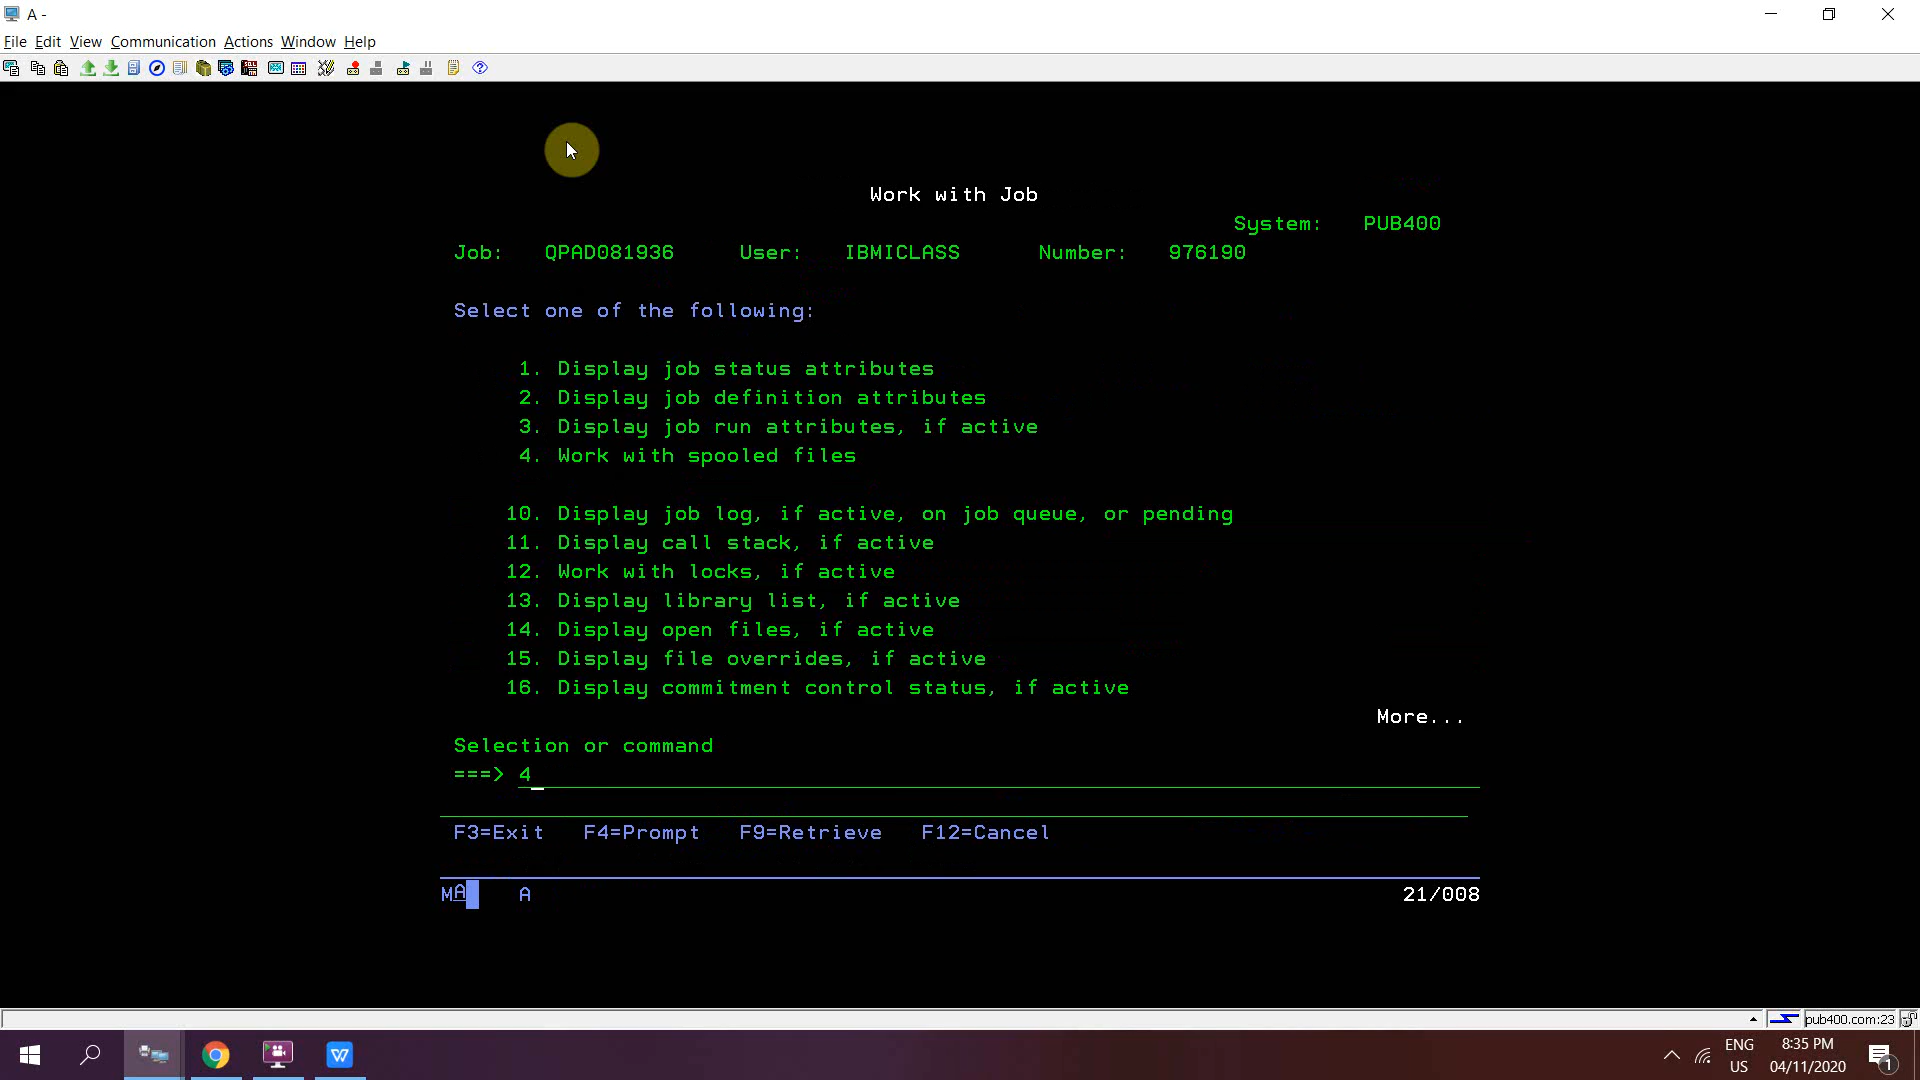 A -
File Edit View Communication Actions Window Help
Work with Job
System: PUB400
Job: QPAD081936 User: IBMICLASS Number: 976190
Select one of the following:
1. Display job status attributes
2. Display job definition attributes
3. Display job run attributes, if active
4. Work with spooled files
10. Display job log, if active, on job queue, or pending
11. Display call stack, if active
12. Work with locks, if active
13. Display library list, if active
14. Display open files, if active
15. Display file overrides, if active
16. Display commitment control status, if active
More...
Selection or command
===> 4
F3=Exit F4=Prompt F9=Retrieve F12=Cancel
MA A 21/008
pub400.com:23
ENG 8:35 PM
US 04/11/2020 1